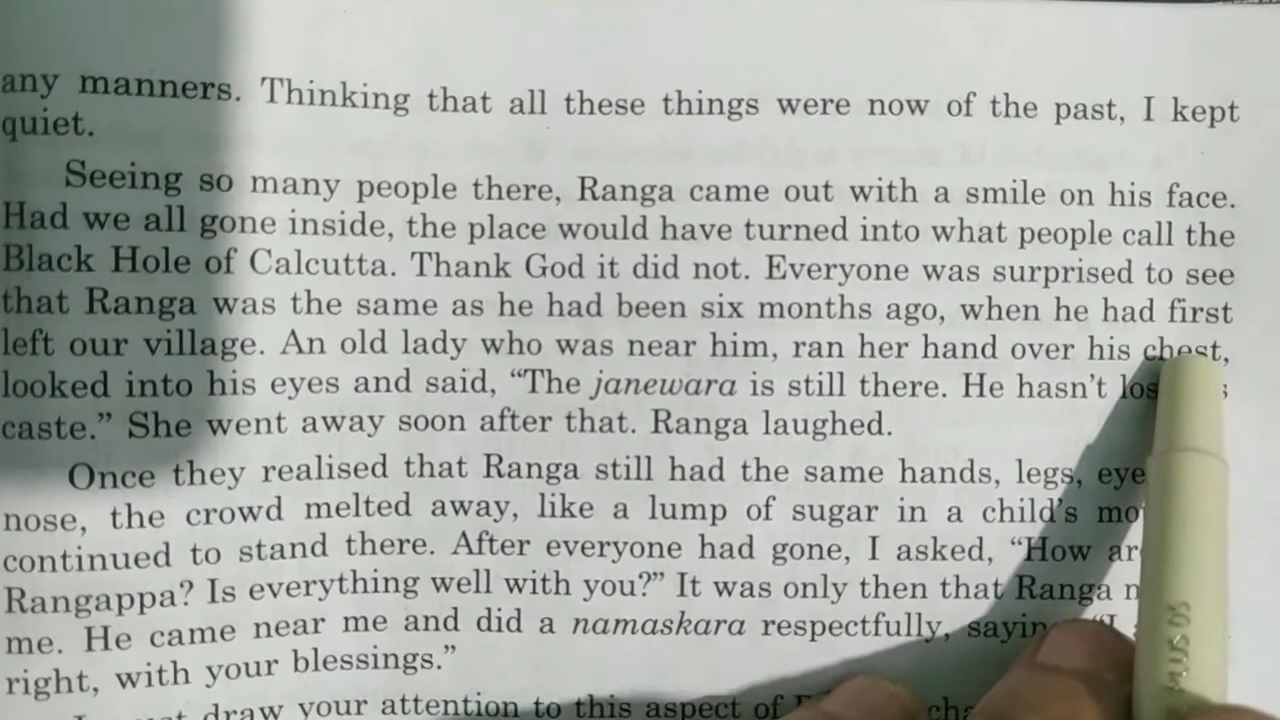 any manners. Thinking that all these things were now of the past, I kept
quiet.
Seeing so many people there, Ranga came out with a smile on his face.
Had we all gone inside, the place would have turned into what people call the
Black Hole of Calcutta. Thank God it did not. Everyone was surprised to see
that Ranga was the same as he had been six months ago, when he had first
left our village. An old lady who was near him, ran her hand over his chest,
looked into his eyes and said, “The janewara is still there. He hasn’t
caste.” She went away soon after that. Ranga laughed.
Once they realised that Ranga still had the same hands, legs,
nose, the crowd melted away, like a lump of sugar in a child’s
continued to stand there. After everyone had gone, I asked, “How
Rangappa? Is everything well with you?” It was only then that Ranga
me. He came near me and did a namaskara respectfully,
right, with your blessings.”
draw your attention to this aspect of